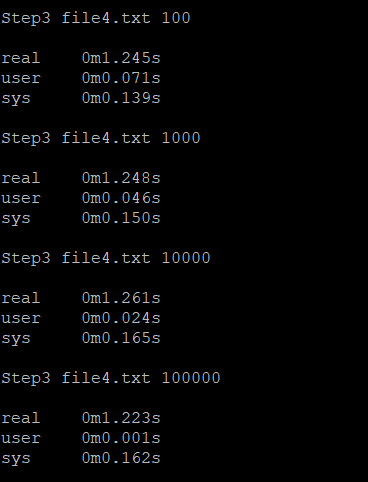 Step3 file4.txt 100
real 0m1.245s
user 0m0.071s
sys 0m0.139s
Step3 file4.txt 1000
real 0m1.248s
user 0m0.046s
sys 0m0.150s
Step3 file4.txt 10000
real 0m1.261s
user 0m0.024s
sys 0m0.165s
Step3 file4.txt 100000
real 0m1.223s
user 0m0.001s
sys 0m0.162s